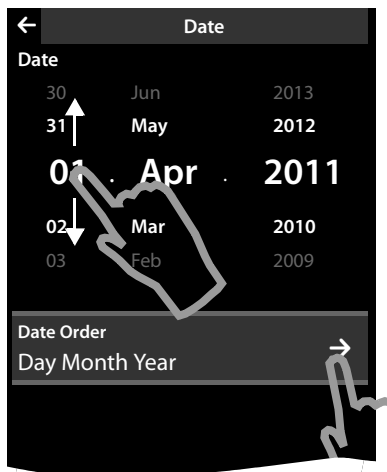 Date
Date
30 Jun 2013
31 May 2012
01 . Apr . 2011
02 Mar 2010
03 Feb 2009
Date Order
Day Month Year